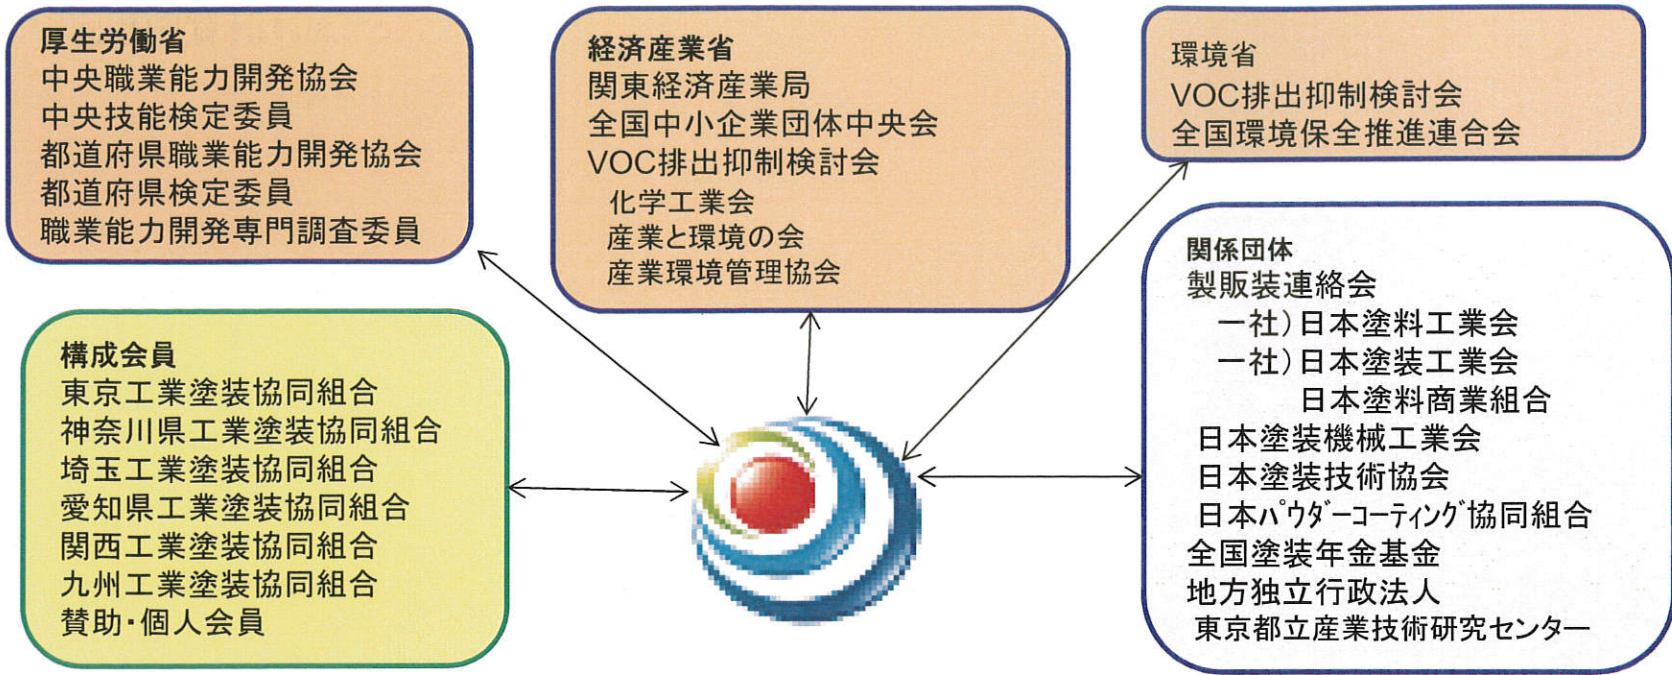 厚生労働省
中央職業能力開発協会
中央技能検定委員
都道府県職業能力開発協会
都道府県検定委員
職業能力開発専門調査委員
経済産業省
関東経済産業局
全国中小企業団体中央会
VOC排出抑制検討会
化学工業会
産業と環境の会
産業環境管理協会
環境省
VOC排出抑制検討会
全国環境保全推進連合会
構成会員
東京工業塗装協同組合
神奈川県工業塗装協同組合
埼玉工業塗装協同組合
愛知県工業塗装協同組合
関西工業塗装協同組合
九州工業塗装協同組合
賛助・個人会員
関係団体
製販装連絡会
一社）日本塗料工業会
一社）日本塗装工業会
日本塗料商業組合
日本塗装機械工業会
日本塗装技術協会
日本パウダーコーティング協同組合
全国塗装年金基金
地方独立行政法人
東京都立産業技術研究センター